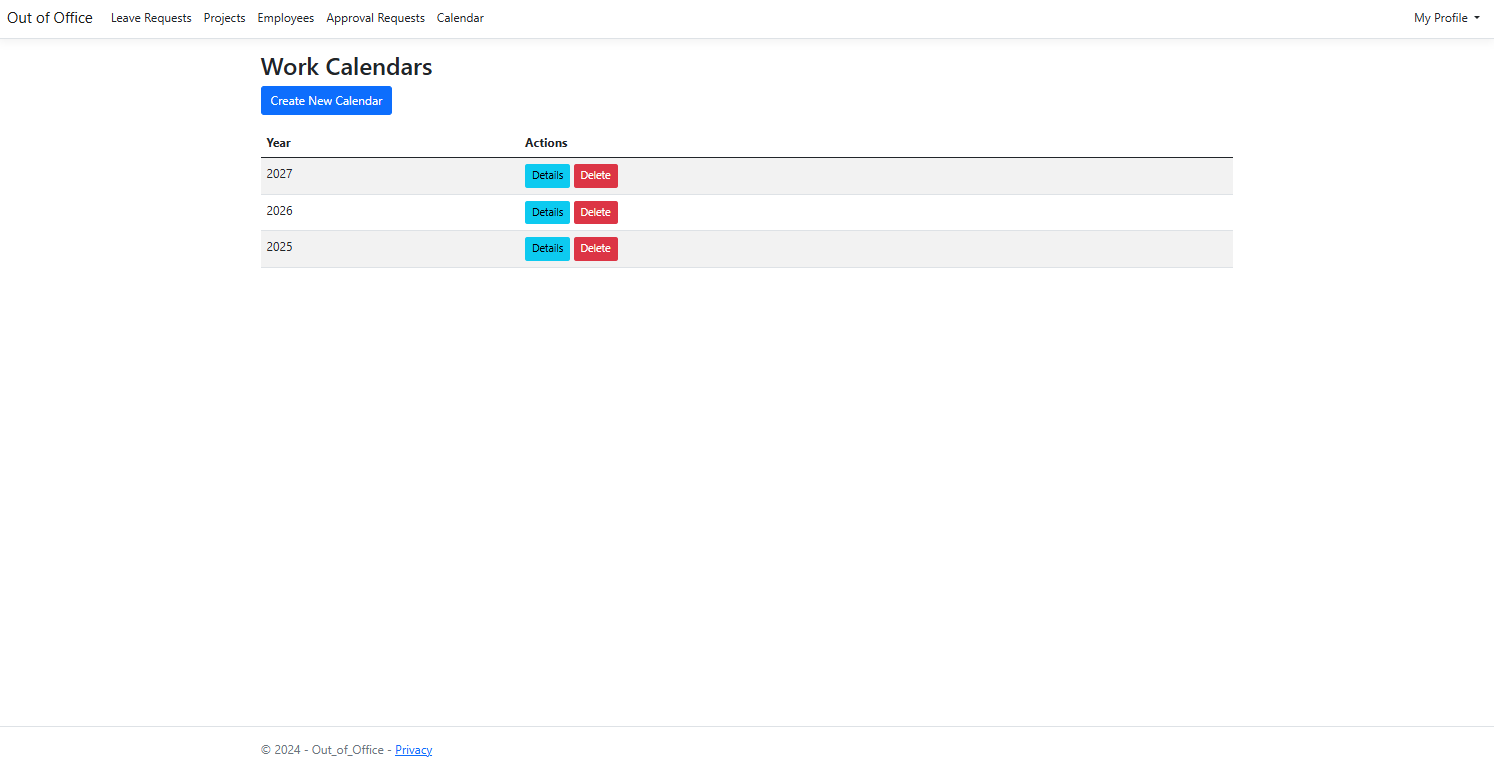 Out of Office Leave Requests Projects Employees Approval Requests Calendar My Profile
Work Calendars
Create New Calendar
Year Actions
2027 Details Delete
2026 Details Delete
2025 Details Delete
© 2024 - Out_of_Office - Privacy